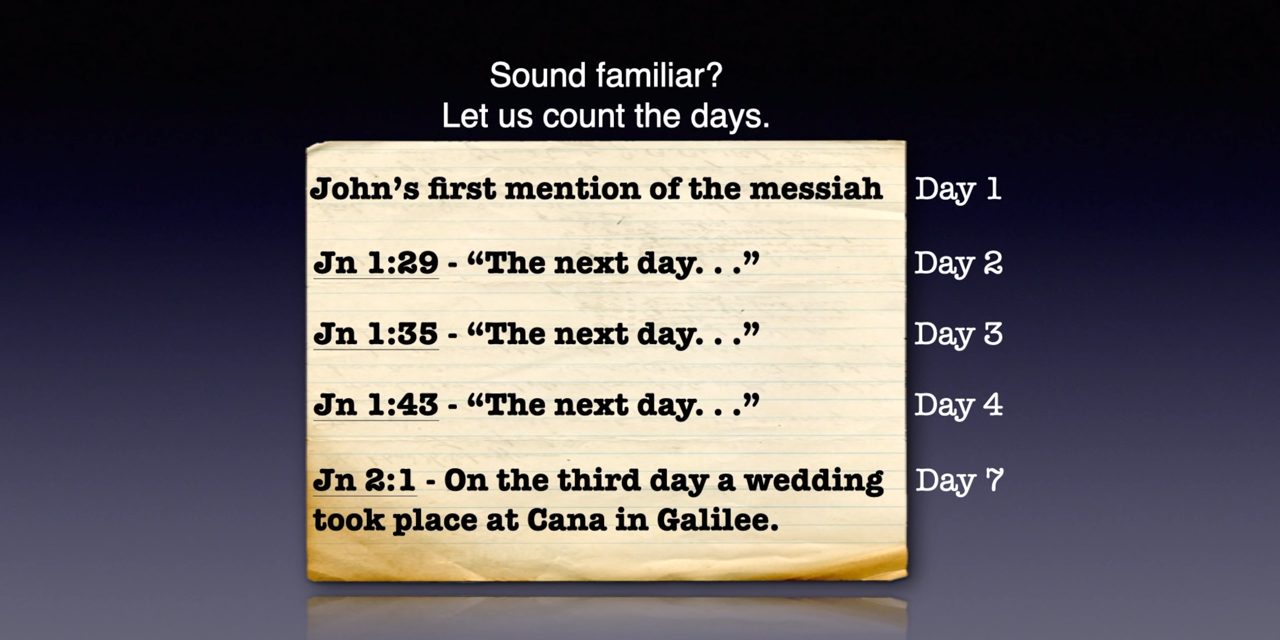 Sound familiar?
Let us count the days.
John’s first mention of the messiah Day 1
Jn 1:29 - “The next day. . .” Day 2
Jn 1:35 - “The next day. . .” Day 3
Jn 1:43 - “The next day. . .” Day 4
Jn 2:1 - On the third day a wedding Day 7
took place at Cana in Galilee.